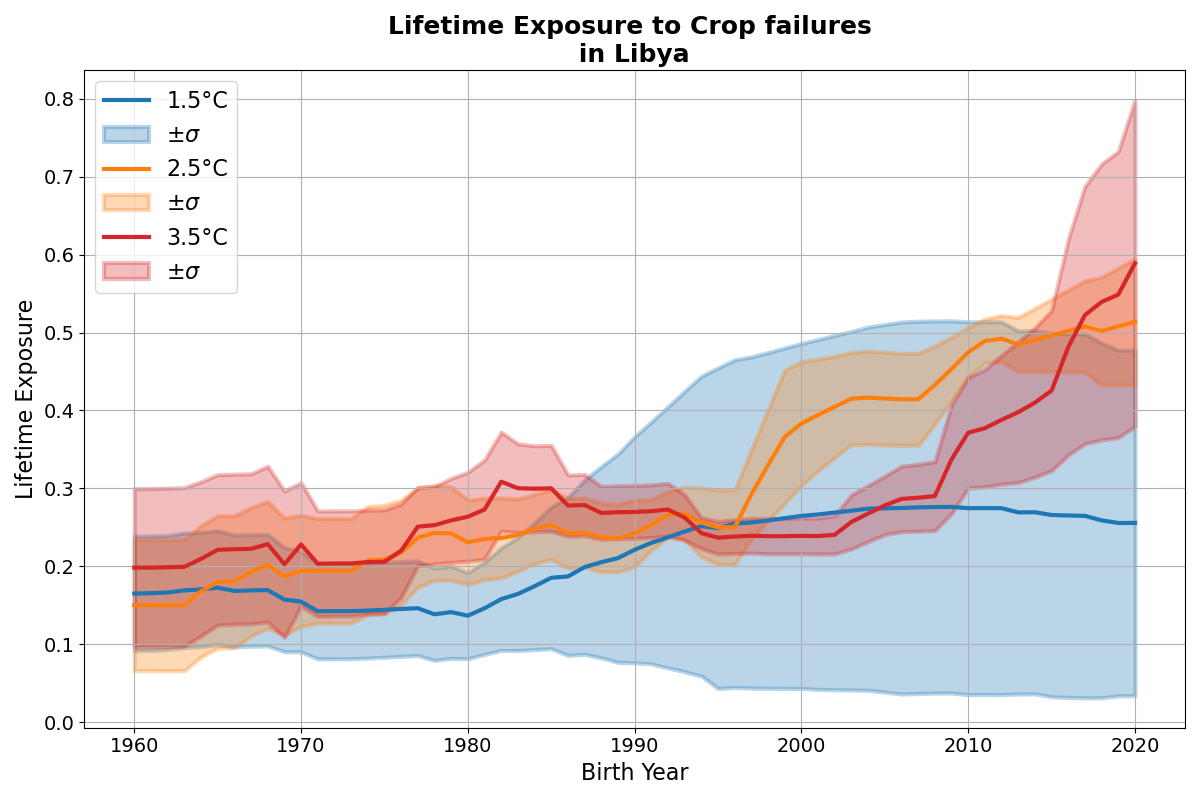 Lifetime Exposure to Crop failures
in Libya
1.5°C
±σ
2.5°C
±σ
3.5°C
±σ
Lifetime Exposure
0.8
0.7
0.6
0.5
0.4
0.3
0.2
0.1
0.0
1960 1970 1980 1990 2000 2010 2020
Birth Year